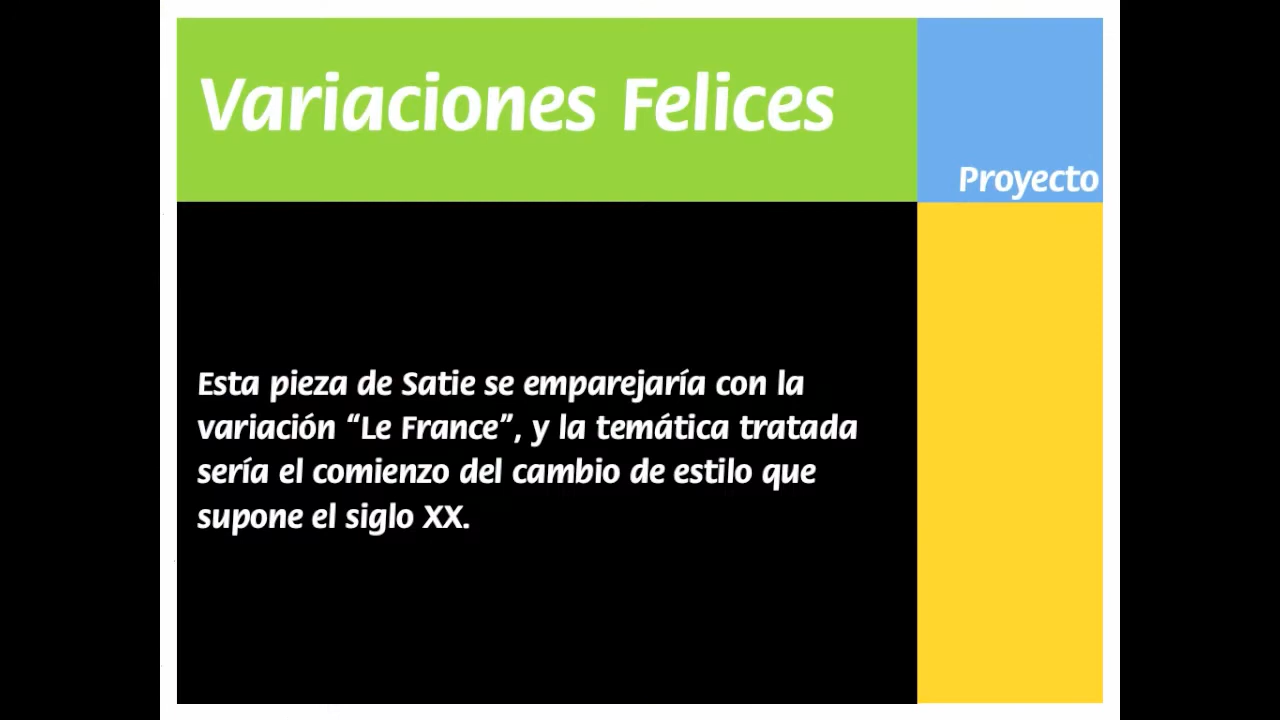 Variaciones Felices
Proyecto
Esta pieza de Satie se emparejaría con la
variación “Le France”, y la temática tratada
sería el comienzo del cambio de estilo que
supone el siglo XX.